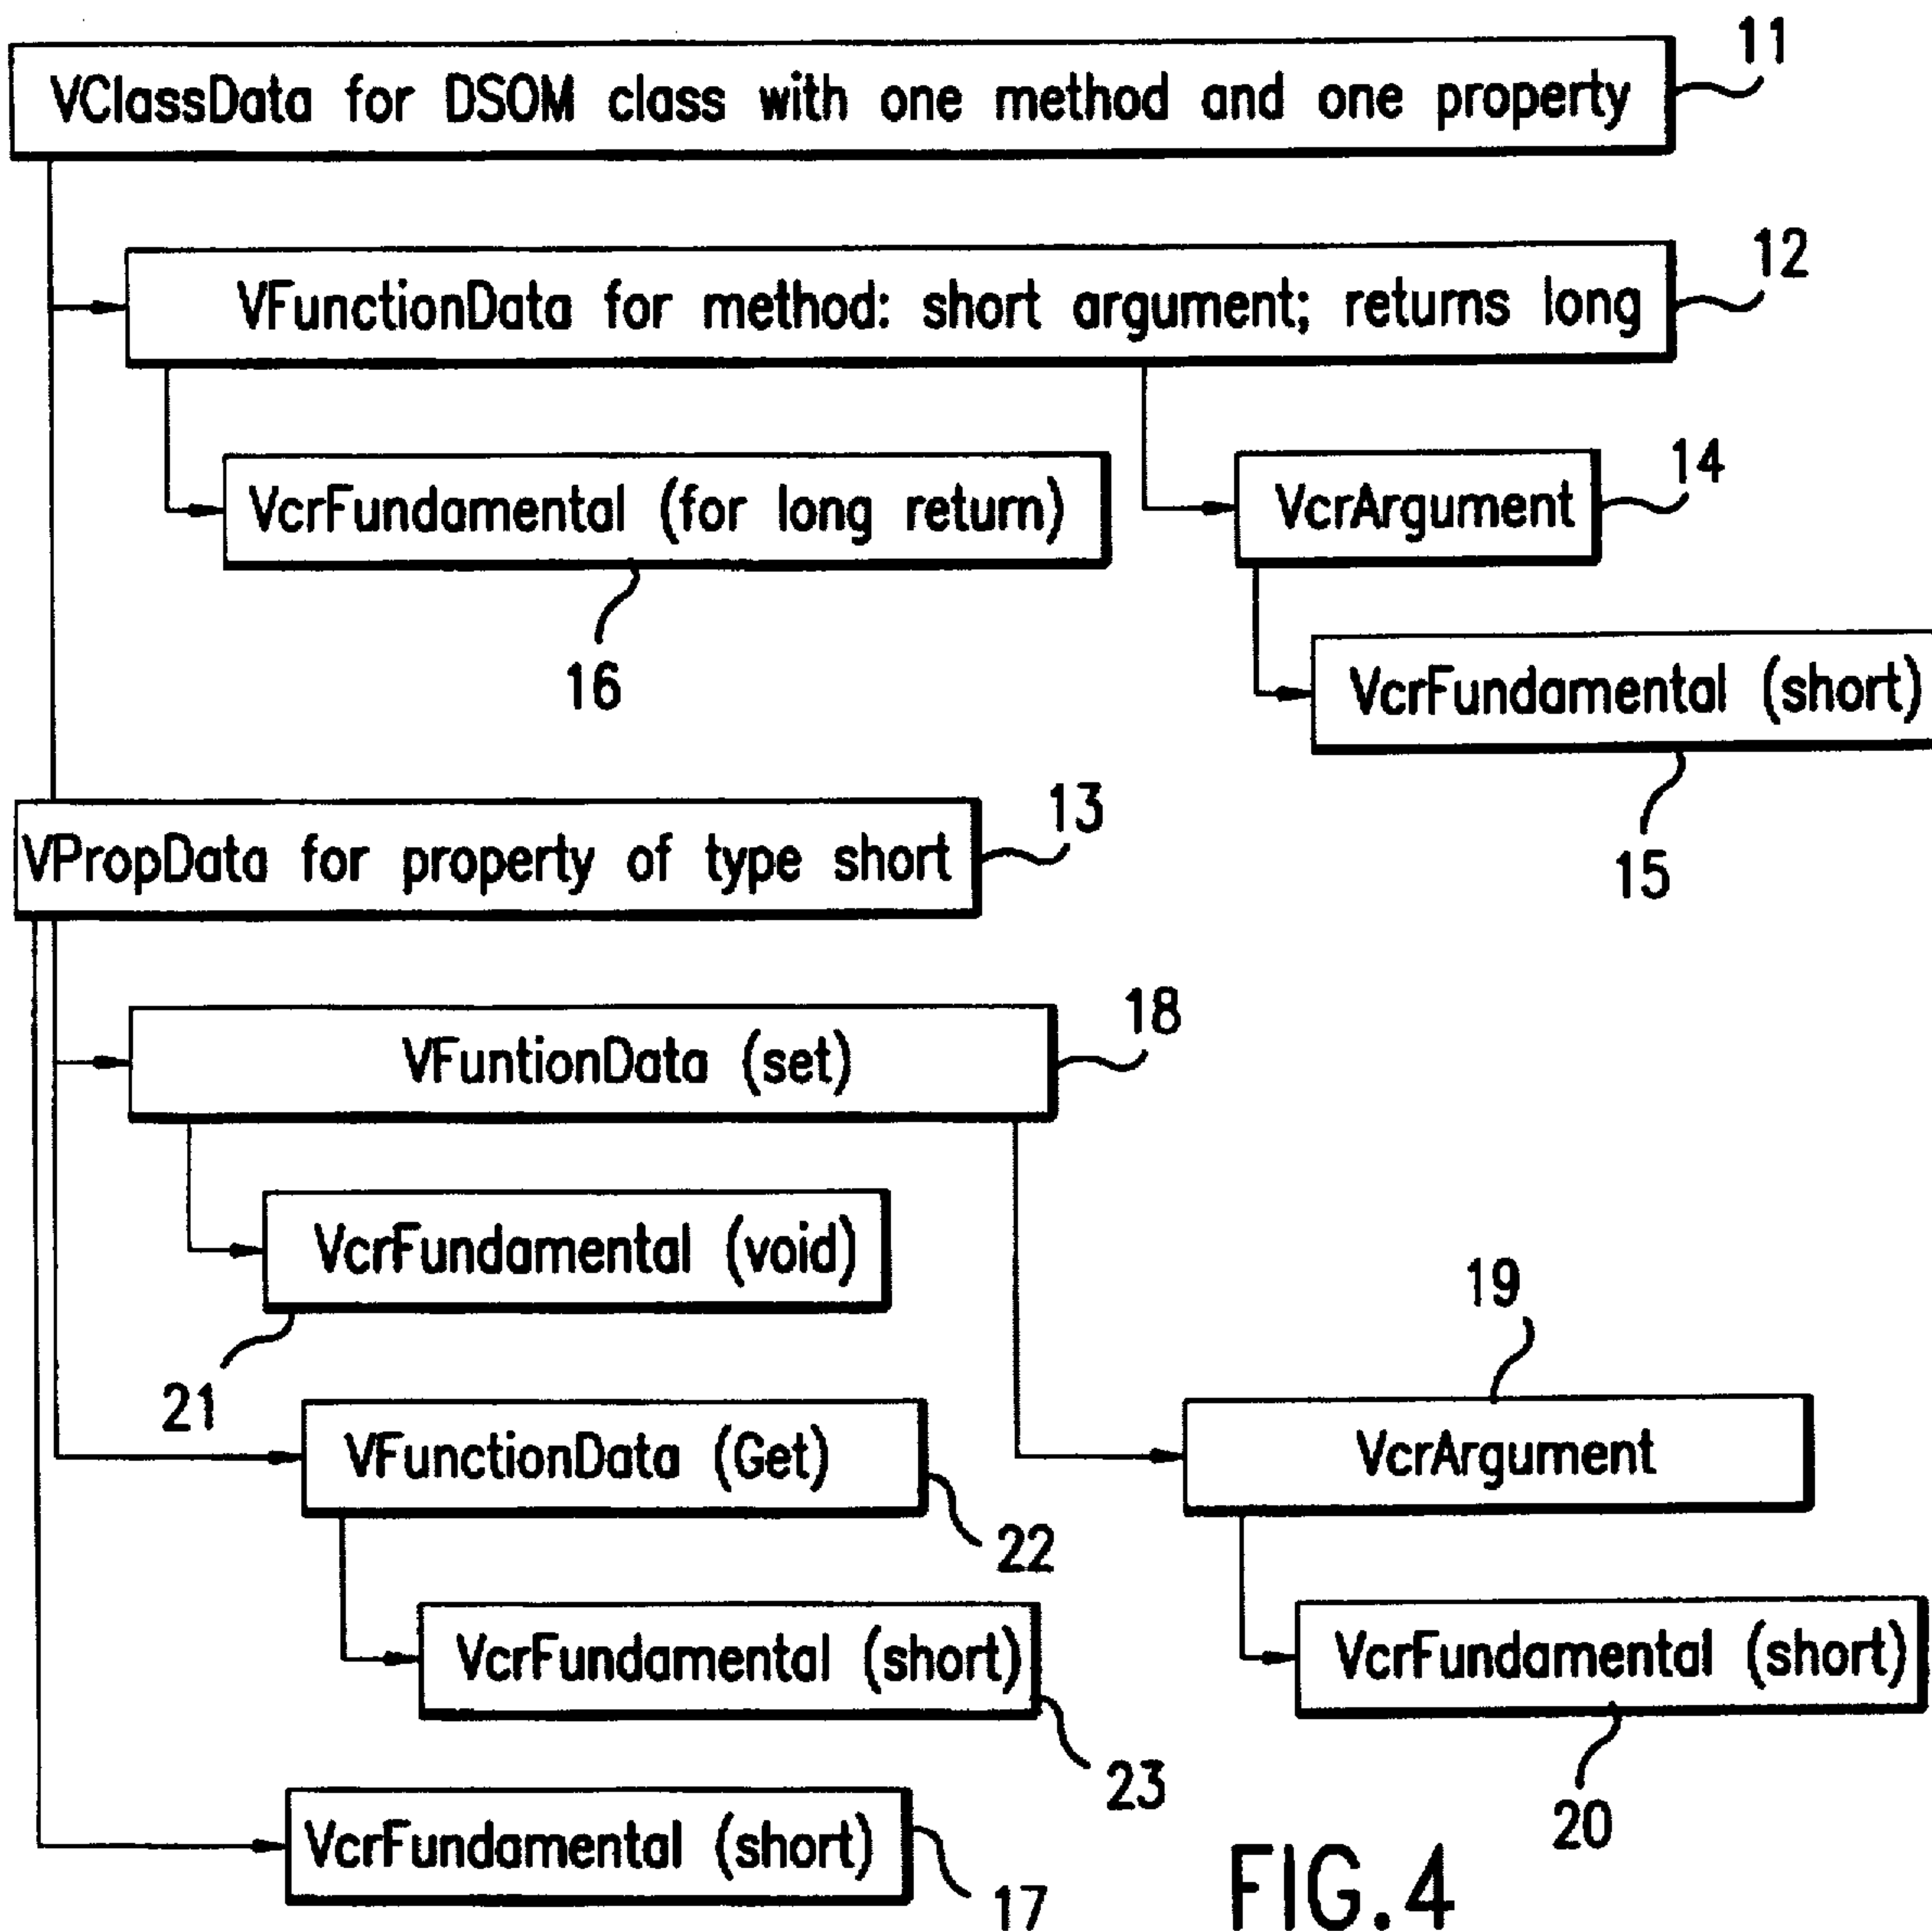 11
VClassData for DSOM class with one method and one property
12
VFunctionData for method: short argument; returns long
14
VcrFundamental (for long return)
VcrArgument
16
VcrFundamental (short)
13
15
VPropData for property of type short
18
VFuntionData (set)
VcrFundamental (void)
19
21
VFunctionData (Get)
VcrArgument
22
VcrFundamental (short)
VcrFundamental (short)
23
20
VcrFundamental (short)
17
FIG.4